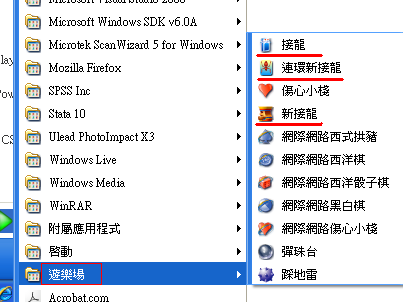 Microsoft Visual Studio 2008
Microsoft Windows SDK v6.0A
Microtek ScanWizard 5 for Windows
Mozilla Firefox
SPSS Inc
Stata 10
Ulead PhotoImpact X3
Windows Live
Windows Media
WinRAR
附屬應用程式
啟動
遊樂場
Acrobat.com
接龍
連環新接龍
傷心小棧
新接龍
網際網路西式拱豬
網際網路西洋棋
網際網路西洋骰子棋
網際網路黑白棋
網際網路傷心小棧
彈珠台
踩地雷